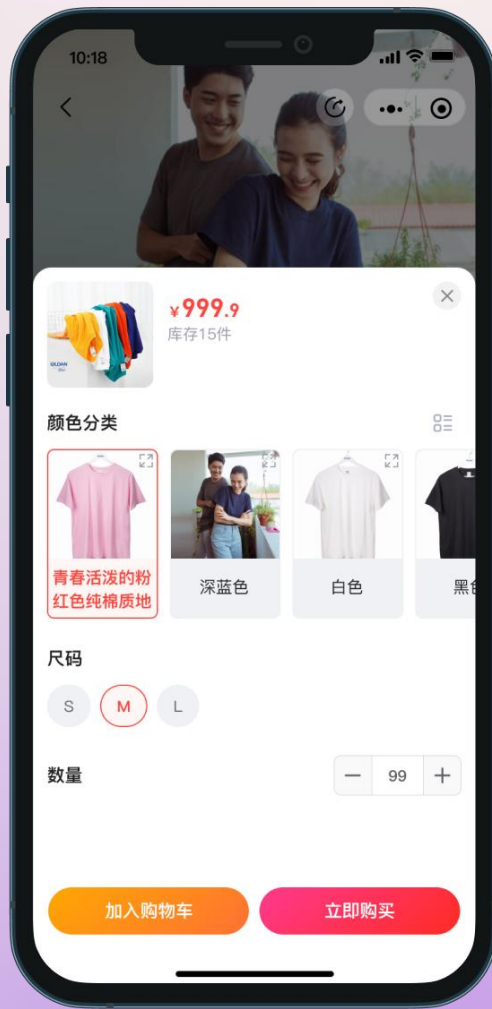 10:18
¥999.9
库存15件
GILDAN
颜色分类
青春活泼的粉
红色纯棉质地
深蓝色
白色
黑
尺码
S
M
L
数量
99
加入购物车
立即购买